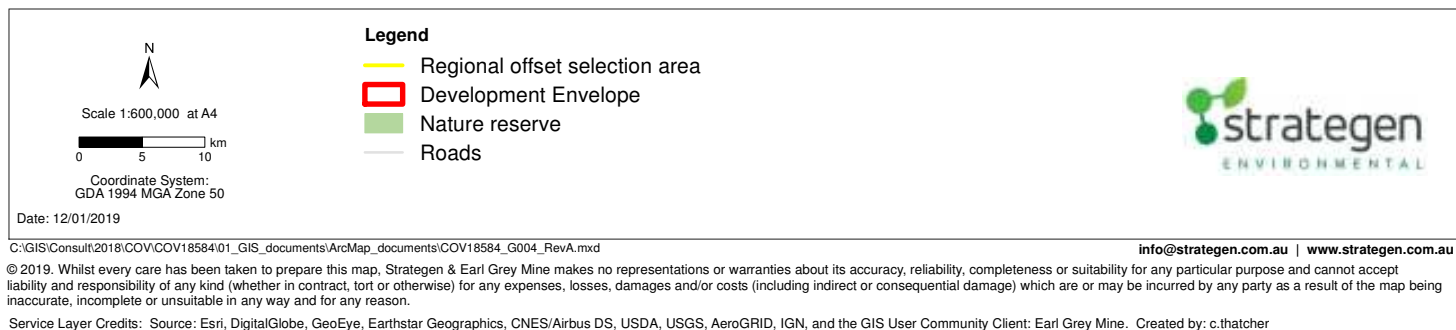 N
Scale 1:600,000 at A4
km
0 5 10
Coordinate System:
GDA 1994 MGA Zone 50
Date: 12/01/2019
Legend
Regional offset selection area
Development Envelope
Nature reserve
Roads
strategen
ENVIRONMENTAL
C:\GIS\Consult\2018\COV\COV18584\01_GIS_documents\ArcMap_documents\COV18584_G004_RevA.mxd
info@strategen.com.au | www.strategen.com.au
© 2019. Whilst every care has been taken to prepare this map, Strategen & Earl Grey Mine makes no representations or warranties about its accuracy, reliability, completeness or suitability for any particular purpose and cannot accept
liability and responsibility of any kind (whether in contract, tort or otherwise) for any expenses, losses, damages and/or costs (including indirect or consequential damage) which are or may be incurred by any party as a result of the map being
inaccurate, incomplete or unsuitable in any way and for any reason.
Service Layer Credits: Source: Esri, DigitalGlobe, GeoEye, Earthstar Geographics, CNES/Airbus DS, USDA, USGS, AeroGRID, IGN, and the GIS User Community Client: Earl Grey Mine. Created by: c.thatcher